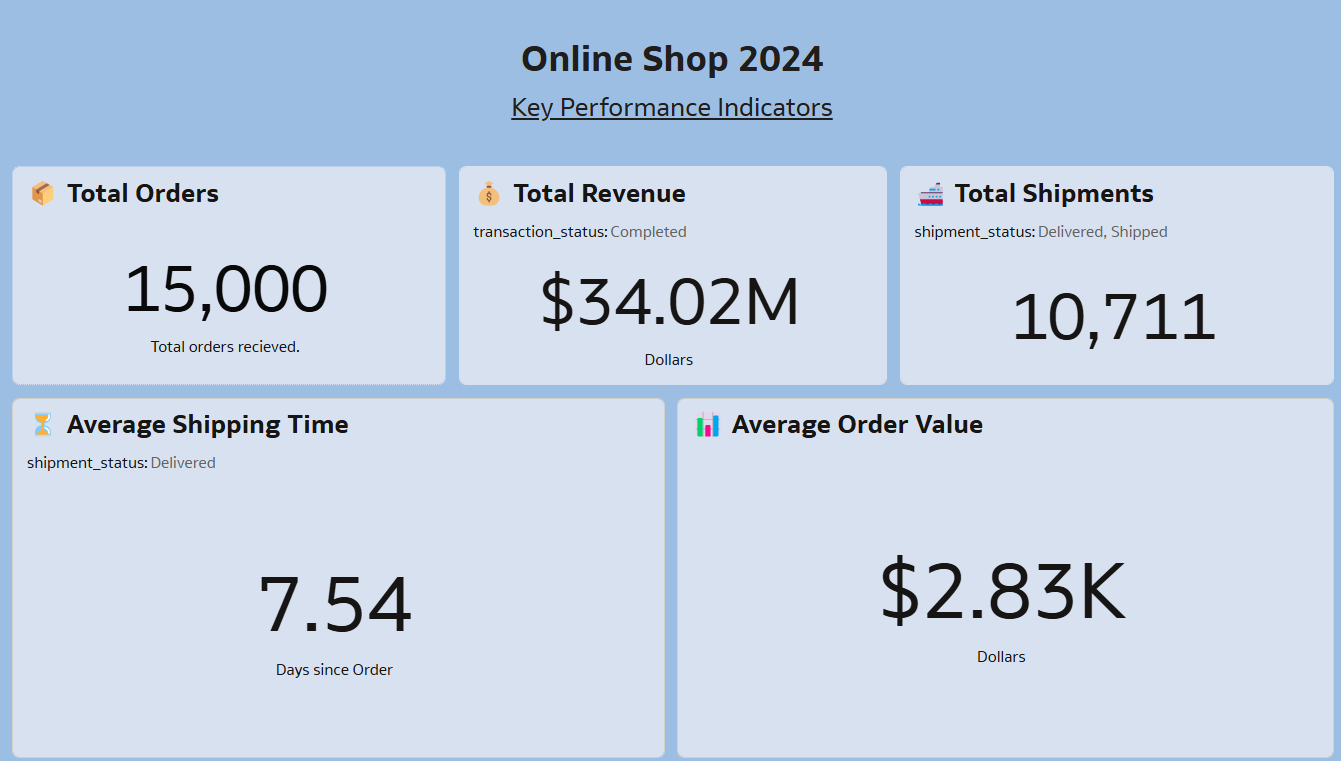 Online Shop 2024
Key Performance Indicators
Total Orders
15,000
Total orders recieved.
Total Revenue
transaction_status: Completed
$34.02M
Dollars
Total Shipments
shipment_status: Delivered, Shipped
10,711
Average Shipping Time
shipment_status: Delivered
7.54
Days since Order
Average Order Value
$2.83K
Dollars